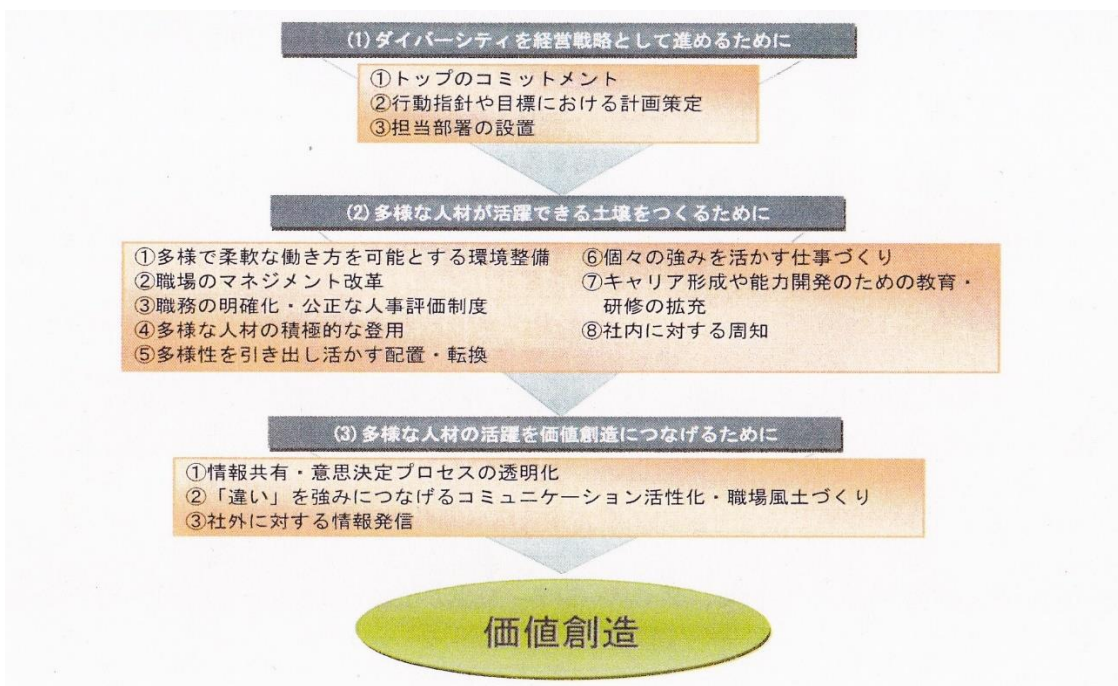 (1)ダイバーシティを経営戦略として進めるために
①トップのコミットメント
②行動指針や目標における計画策定
③担当部署の設置
(2)多様な人材が活躍できる土壌をつくるために
①多様で柔軟な働き方を可能とする環境整備
②職場のマネジメント改革
③職務の明確化・公正な人事評価制度
④多様な人材の積極的な登用
⑤多様性を引き出し活かす配置・転換
⑥個々の強みを活かす仕事づくり
⑦キャリア形成や能力開発のための教育・
研修の拡充
⑧社内に対する周知
(3)多様な人材の活躍を価値創造につなげるために
①情報共有・意思決定プロセスの透明化
②「違い」を強みにつなげるコミュニケーション活性化・職場風土づくり
③社外に対する情報発信
価値創造